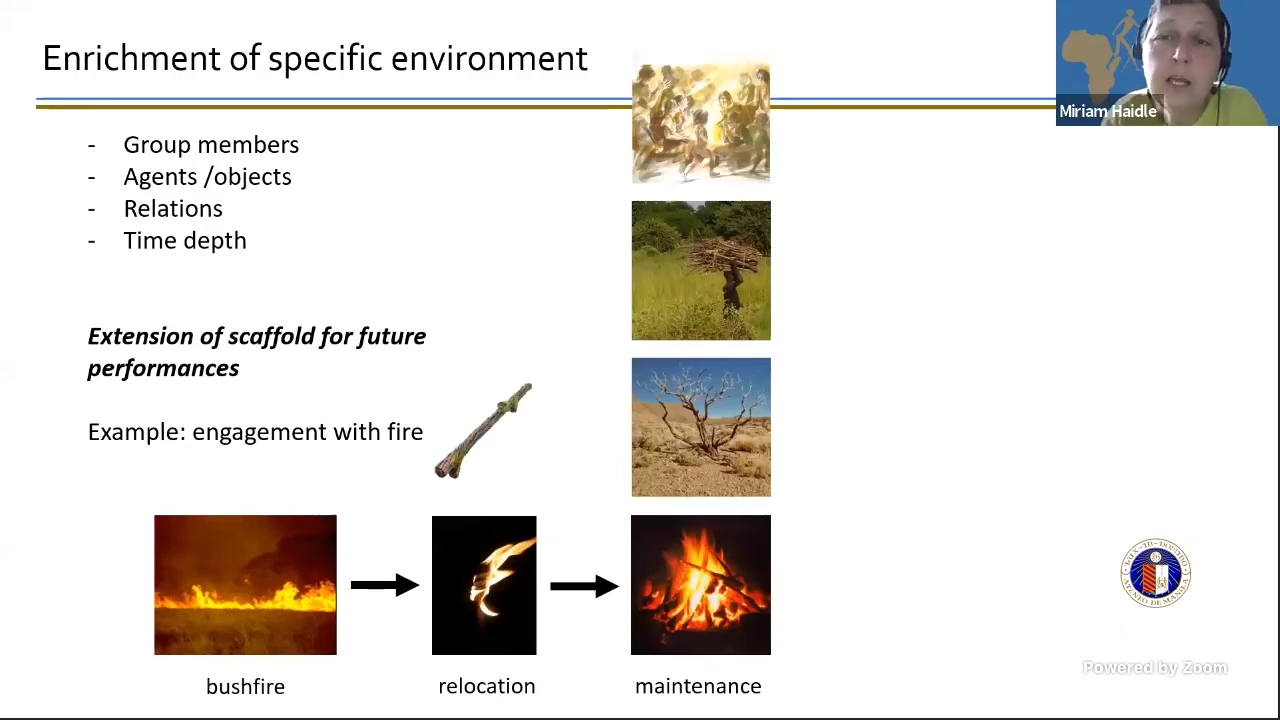 Enrichment of specific environment
Miriam Haidle
- Group members
- Agents /objects
- Relations
- Time depth
Extension of scaffold for future
performances
Example: engagement with fire
bushfire
relocation
maintenance
Powered by Zoom